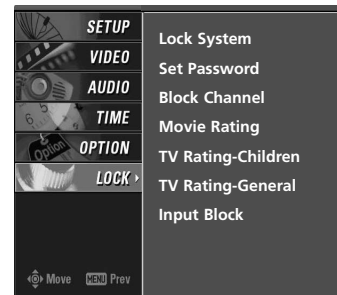 SETUP
VIDEO
AUDIO
TIME
OPTION
LOCK
Move MENU Prev
Lock System
Set Password
Block Channel
Movie Rating
TV Rating-Children
TV Rating-General
Input Block
Option